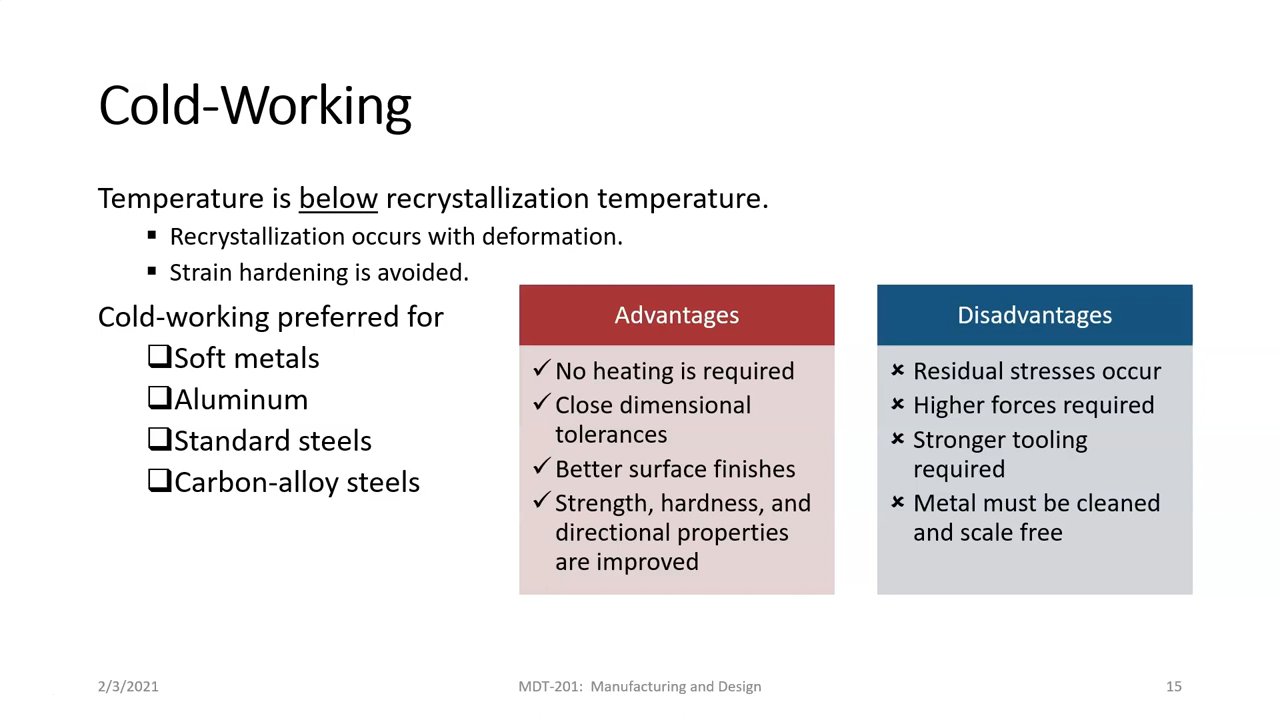 Cold-Working
Temperature is below recrystallization temperature.
▪ Recrystallization occurs with deformation.
▪ Strain hardening is avoided.
Cold-working preferred for
❑Soft metals
❑Aluminum
❑Standard steels
❑Carbon-alloy steels
Advantages
✓ No heating is required
✓ Close dimensional
tolerances
✓ Better surface finishes
✓ Strength, hardness, and
directional properties
are improved
Disadvantages
× Residual stresses occur
× Higher forces required
× Stronger tooling
required
× Metal must be cleaned
and scale free
2/3/2021
MDT-201: Manufacturing and Design
15